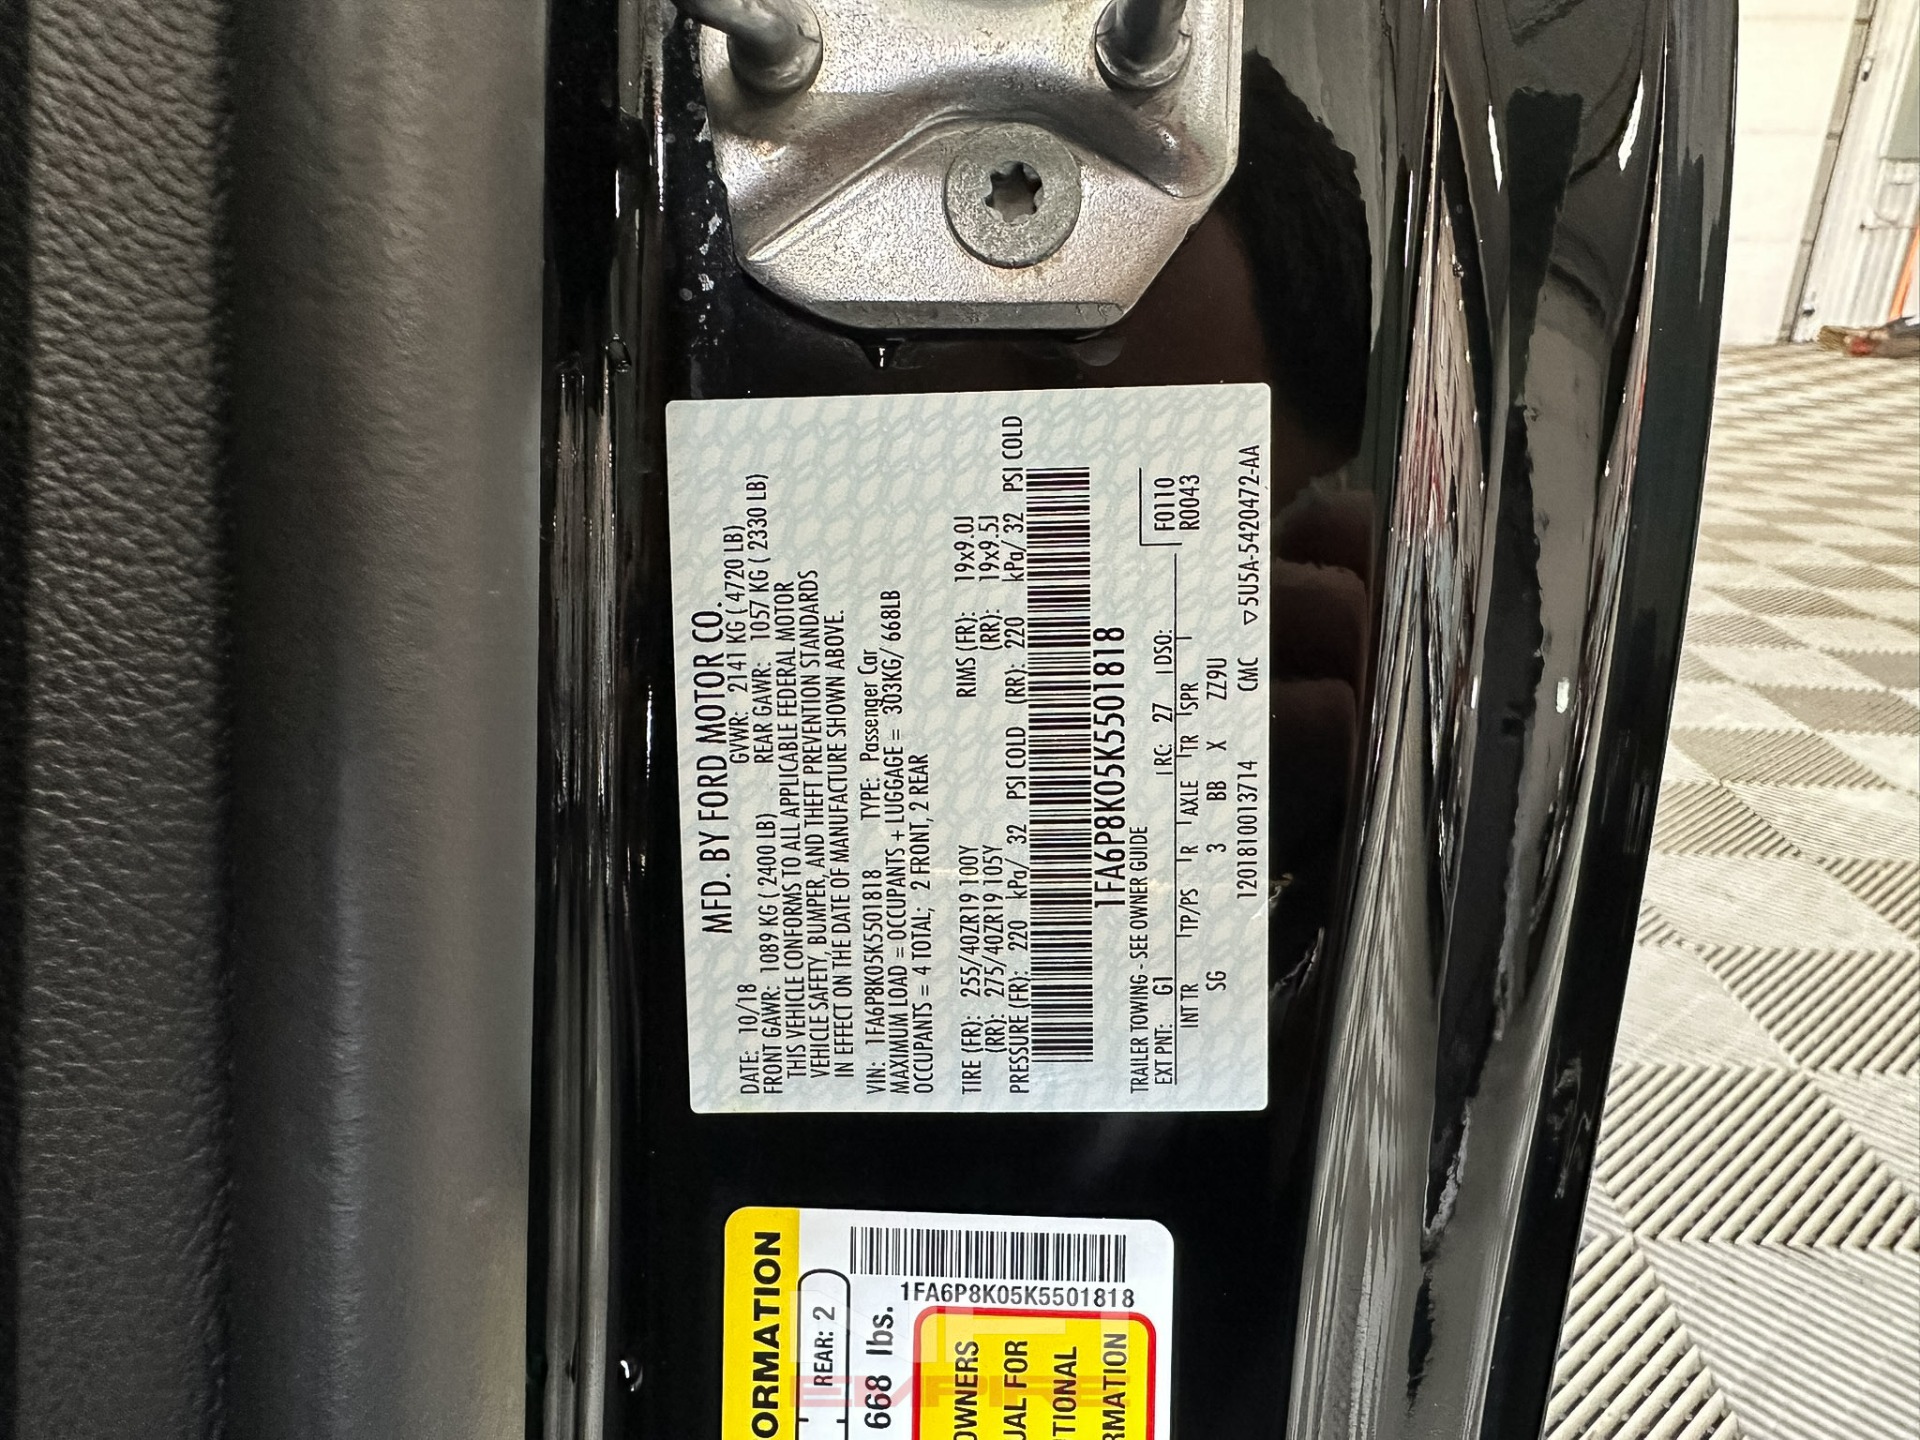 MFD. BY FORD MOTOR CO.
DATE: 10/18 GVWR: 2141 KG ( 4720 LB)
FRONT GAWR: 1089 KG ( 2400 LB) REAR GAWR: 1057 KG ( 2330 LB)
THIS VEHICLE CONFORMS TO ALL APPLICABLE FEDERAL MOTOR
VEHICLE SAFETY, BUMPER, AND THEFT PREVENTION STANDARDS
IN EFFECT ON THE DATE OF MANUFACTURE SHOWN ABOVE.
VIN: 1FA6P8K05K5501818 TYPE: Passenger Car
MAXIMUM LOAD = OCCUPANTS + LUGGAGE = 303KG/ 668LB
OCCUPANTS = 4 TOTAL; 2 FRONT, 2 REAR
TIRE (FR): 255/40ZR19 100Y RIMS (FR): 19x9.0J
(RR): 275/40ZR19 105Y (RR): 19x9.5J
PRESSURE (FR): 220 kPa/ 32 PSI COLD (RR): 220 kPa/ 32 PSI COLD
1FA6P8K05K5501818
TRAILER TOWING - SEE OWNER GUIDE
F0110
EXT PNT: G1 RC: 27 DSO: R0043
INT TR TP/PS R AXLE TR SPR
SG 3 BB X ZZ9U
1201810013714 CMC ▽5U5A-5420472-AA
ORMATION
REAR: 2
668 lbs.
1FA6P8K05K5501818
OWNERS
UAL FOR
TIONAL
RMATION
EMPIRE